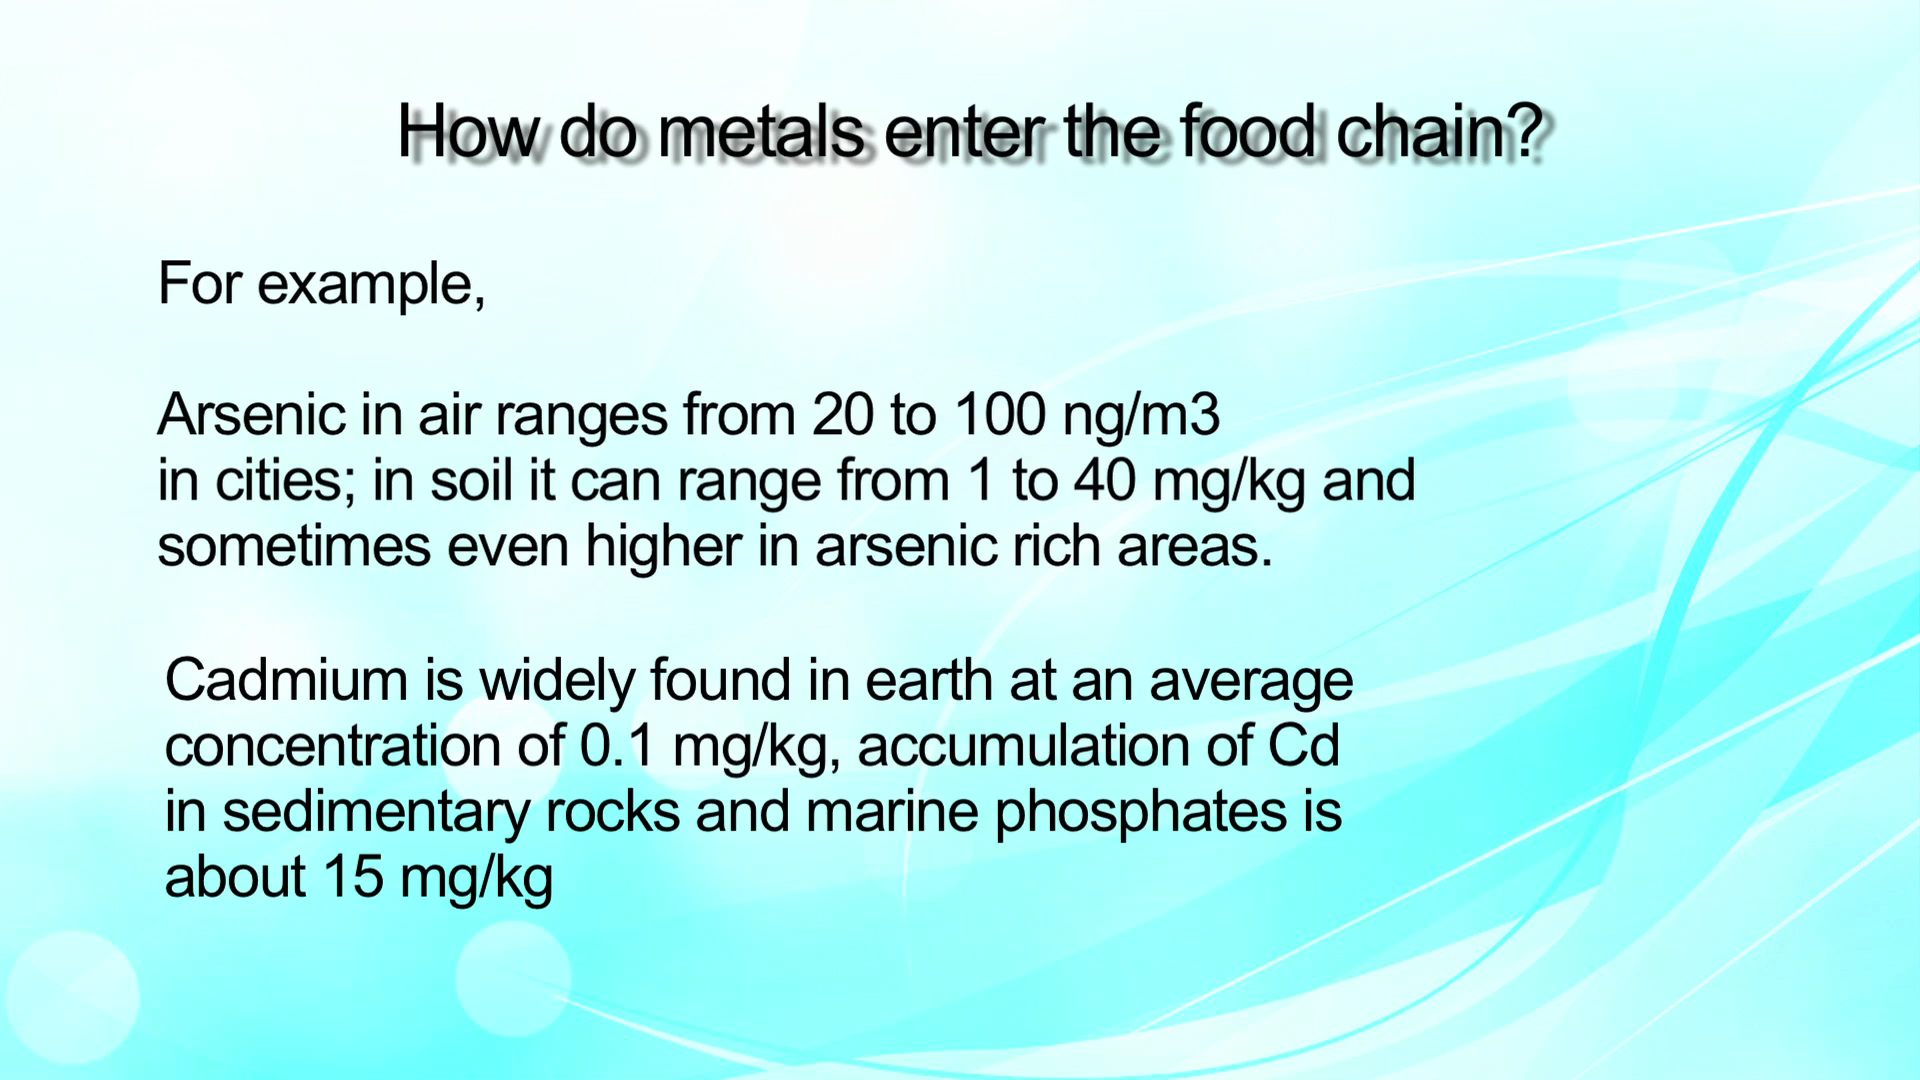 How do metals enter the food chain?
For example,
Arsenic in air ranges from 20 to 100 ng/m3
in cities; in soil it can range from 1 to 40 mg/kg and
sometimes even higher in arsenic rich areas.
Cadmium is widely found in earth at an average
concentration of 0.1 mg/kg, accumulation of Cd
in sedimentary rocks and marine phosphates is
about 15 mg/kg